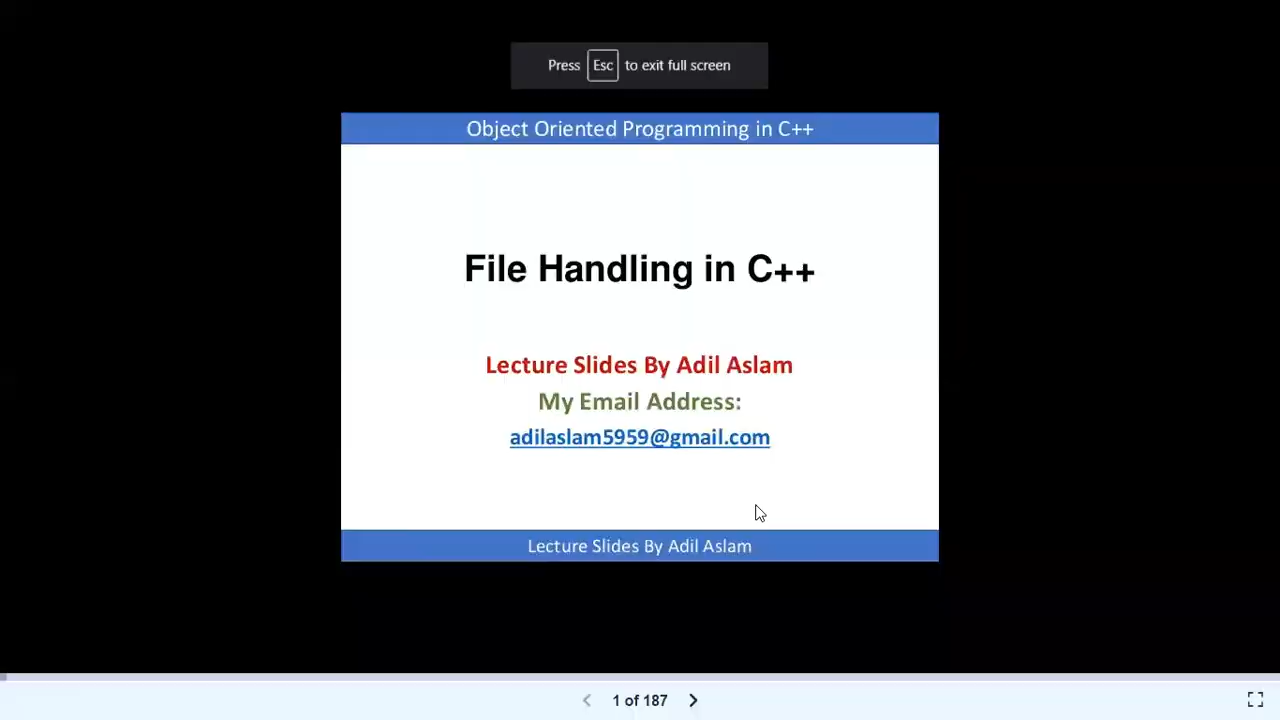 Press Esc to exit full screen
Object Oriented Programming in C++
File Handling in C++
Lecture Slides By Adil Aslam
My Email Address:
adilaslam5959@gmail.com
Lecture Slides By Adil Aslam
1 of 187